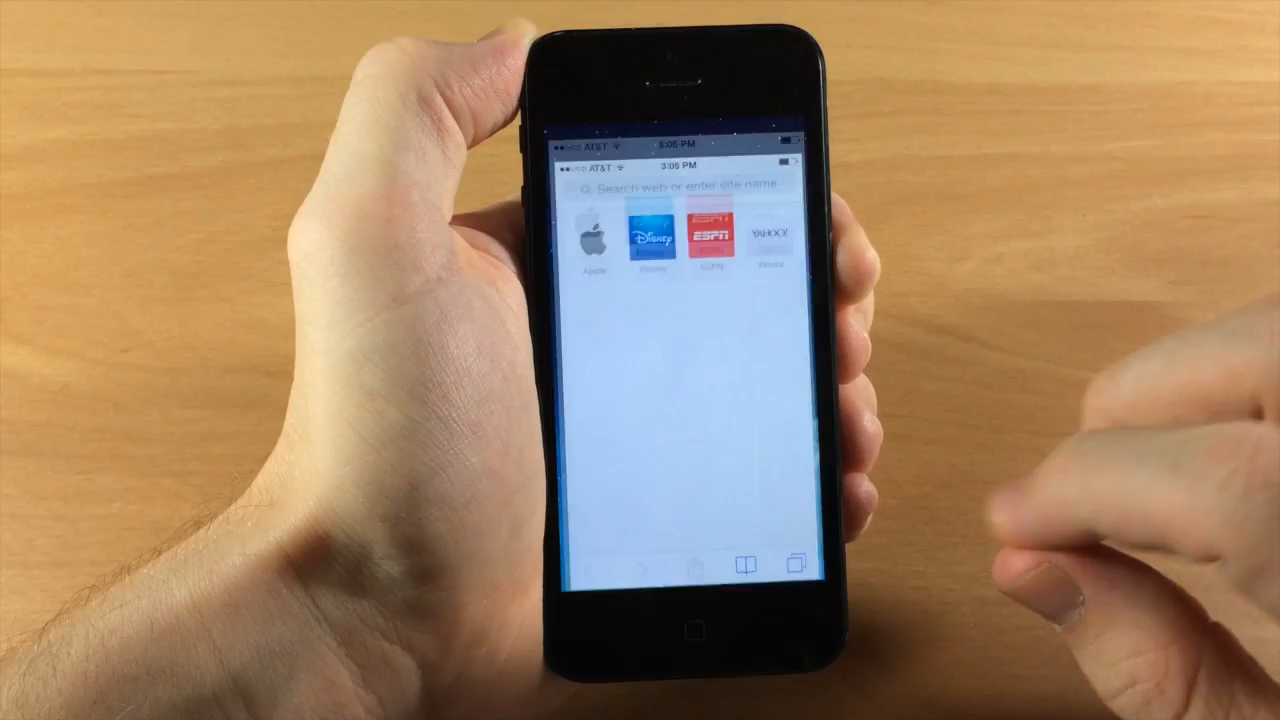 AT&T 3:05 PM
AT&T 3:05 PM
Search web or enter site name
Disney ESPN YAHOO!
Apple Disney ESPN Yahoo!